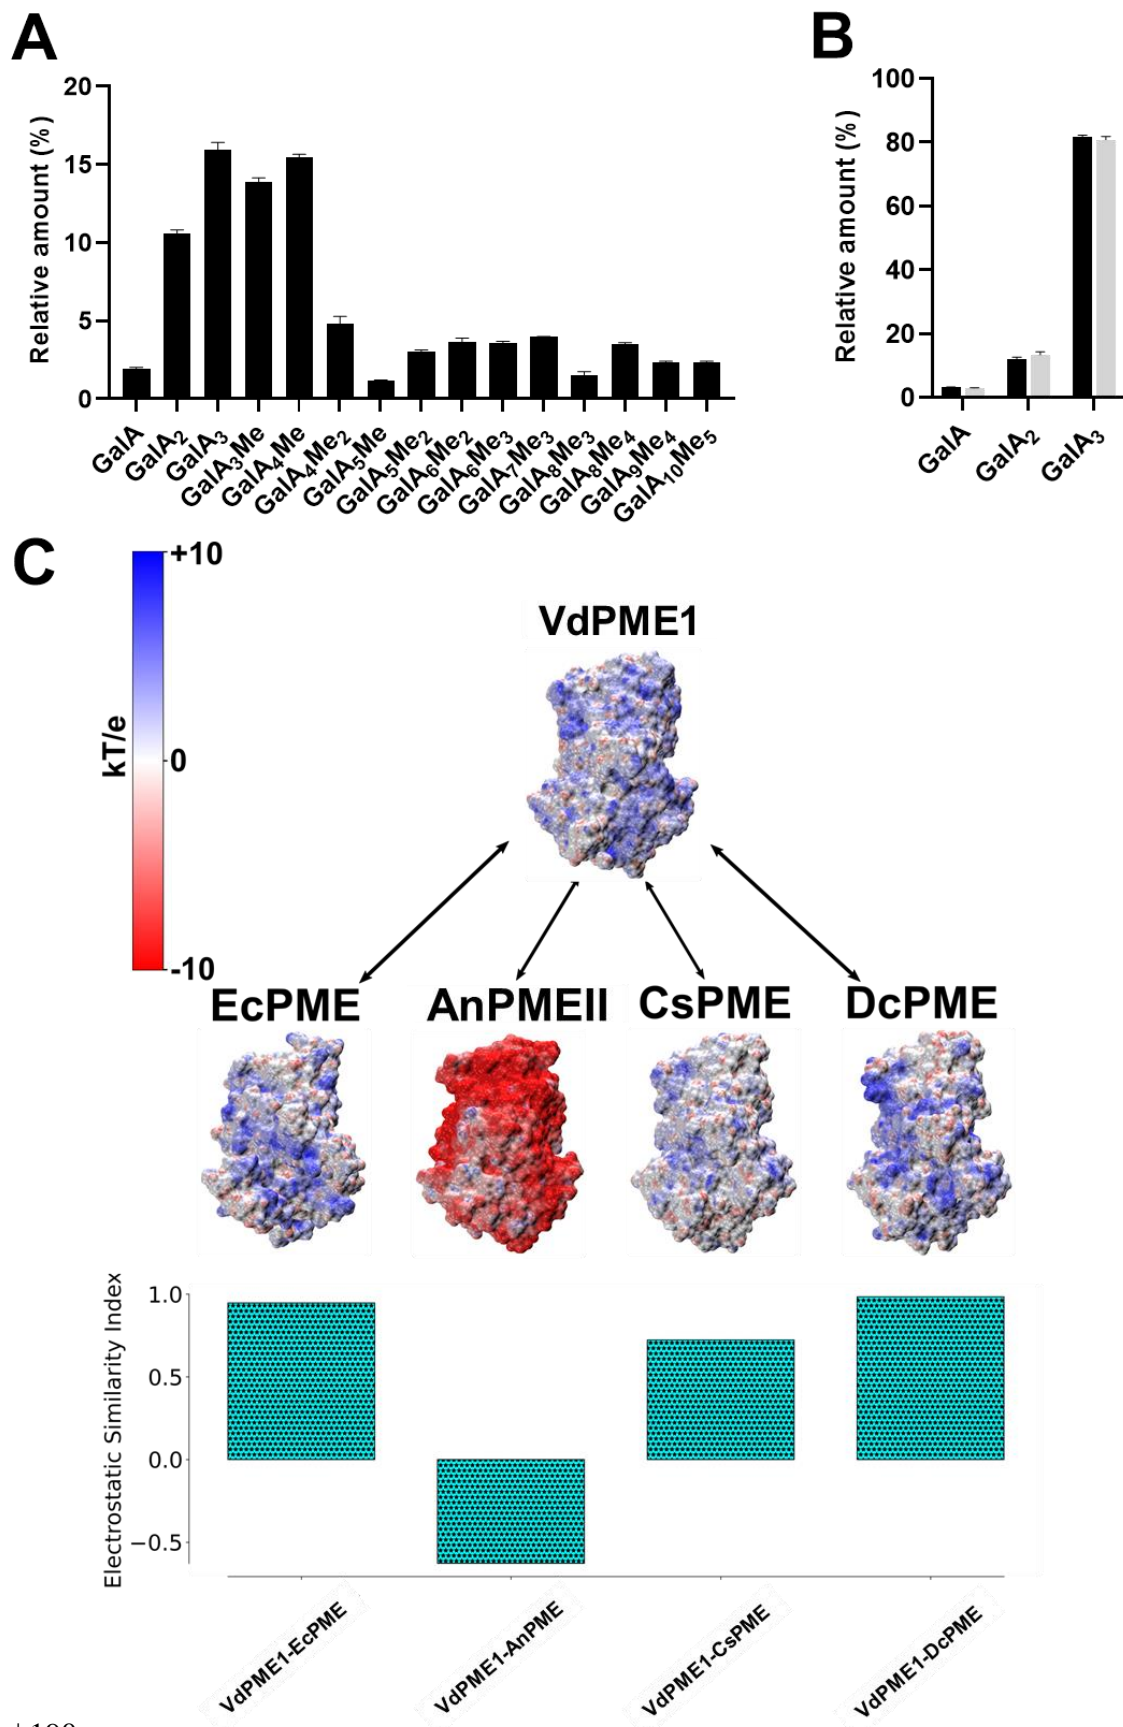 A
B
20
15
10
5
0
Relative amount (%)
GalA
GalA₂
GalA₃
GalA₃Me
GalA₄Me
GalA₄Me₂
GalA₅Me
GalA₅Me₂
GalA₆Me₂
GalA₆Me₃
GalA₇Me₃
GalA₈Me₃
GalA₈Me₄
GalA₉Me₄
GalA₁₀Me₅
100
80
60
40
20
0
Relative amount (%)
GalA
GalA₂
GalA₃
C
+10
0
-10
kT/e
VdPME1
EcPME
AnPMEII
CsPME
DcPME
1.0
0.5
0.0
−0.5
Electrostatic Similarity Index
VdPME1-EcPME
VdPME1-AnPME
VdPME1-CsPME
VdPME1-DcPME